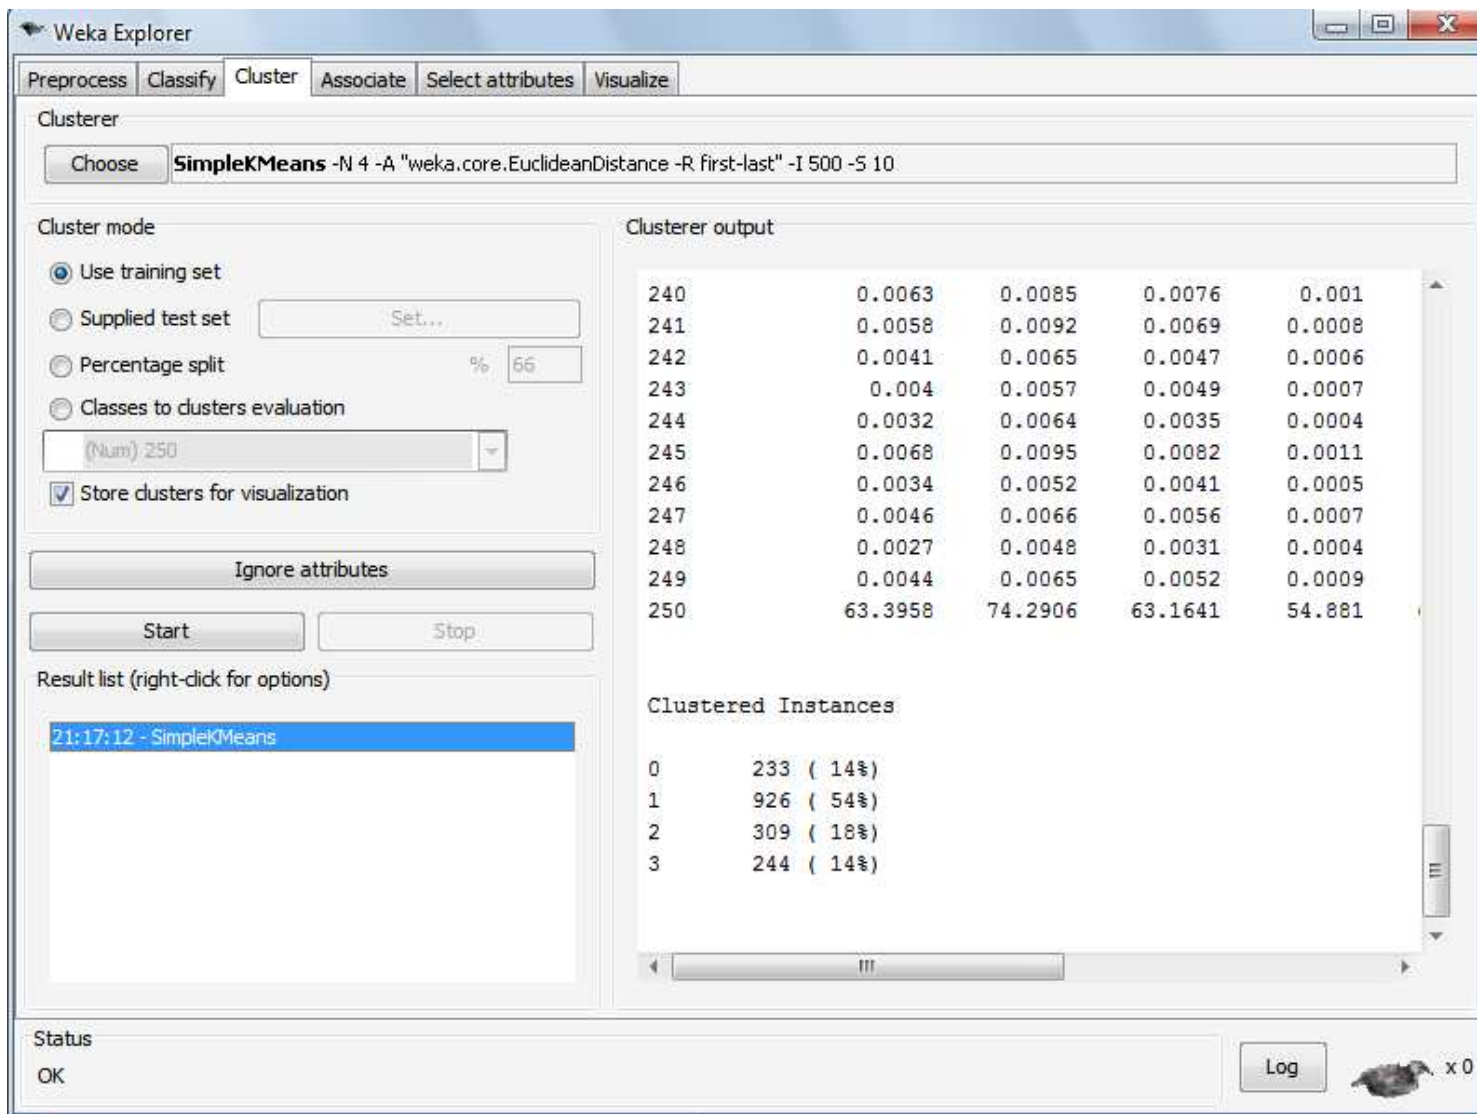 Weka Explorer
Preprocess Classify Cluster Associate Select attributes Visualize
Clusterer
Choose SimpleKMeans -N 4 -A "weka.core.EuclideanDistance -R first-last" -I 500 -S 10
Cluster mode
Use training set
Supplied test set Set...
Percentage split % 66
Classes to clusters evaluation
(Num) 250
Store clusters for visualization
Ignore attributes
Start Stop
Result list (right-click for options)
21:17:12 - SimpleKMeans
Clusterer output
240 0.0063 0.0085 0.0076 0.001
241 0.0058 0.0092 0.0069 0.0008
242 0.0041 0.0065 0.0047 0.0006
243 0.004 0.0057 0.0049 0.0007
244 0.0032 0.0064 0.0035 0.0004
245 0.0068 0.0095 0.0082 0.0011
246 0.0034 0.0052 0.0041 0.0005
247 0.0046 0.0066 0.0056 0.0007
248 0.0027 0.0048 0.0031 0.0004
249 0.0044 0.0065 0.0052 0.0009
250 63.3958 74.2906 63.1641 54.881
Clustered Instances
0 233 ( 14%)
1 926 ( 54%)
2 309 ( 18%)
3 244 ( 14%)
Status
OK
Log x 0